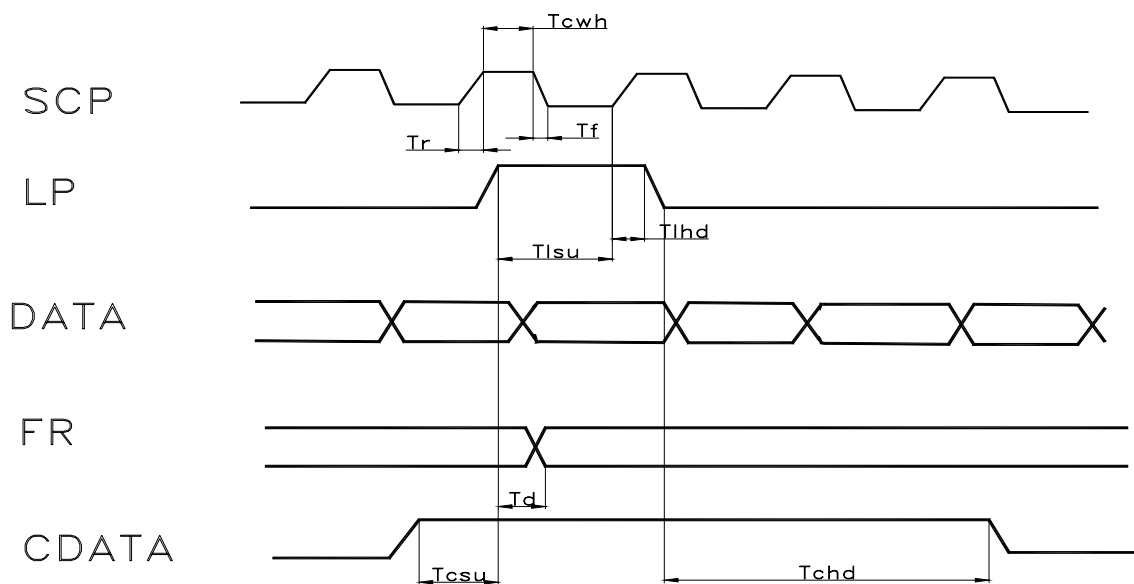 Tcwh
SCP
Tr
Tf
LP
Tlhd
Tlsu
DATA
FR
Td
CDATA
Tcsu
Tchd